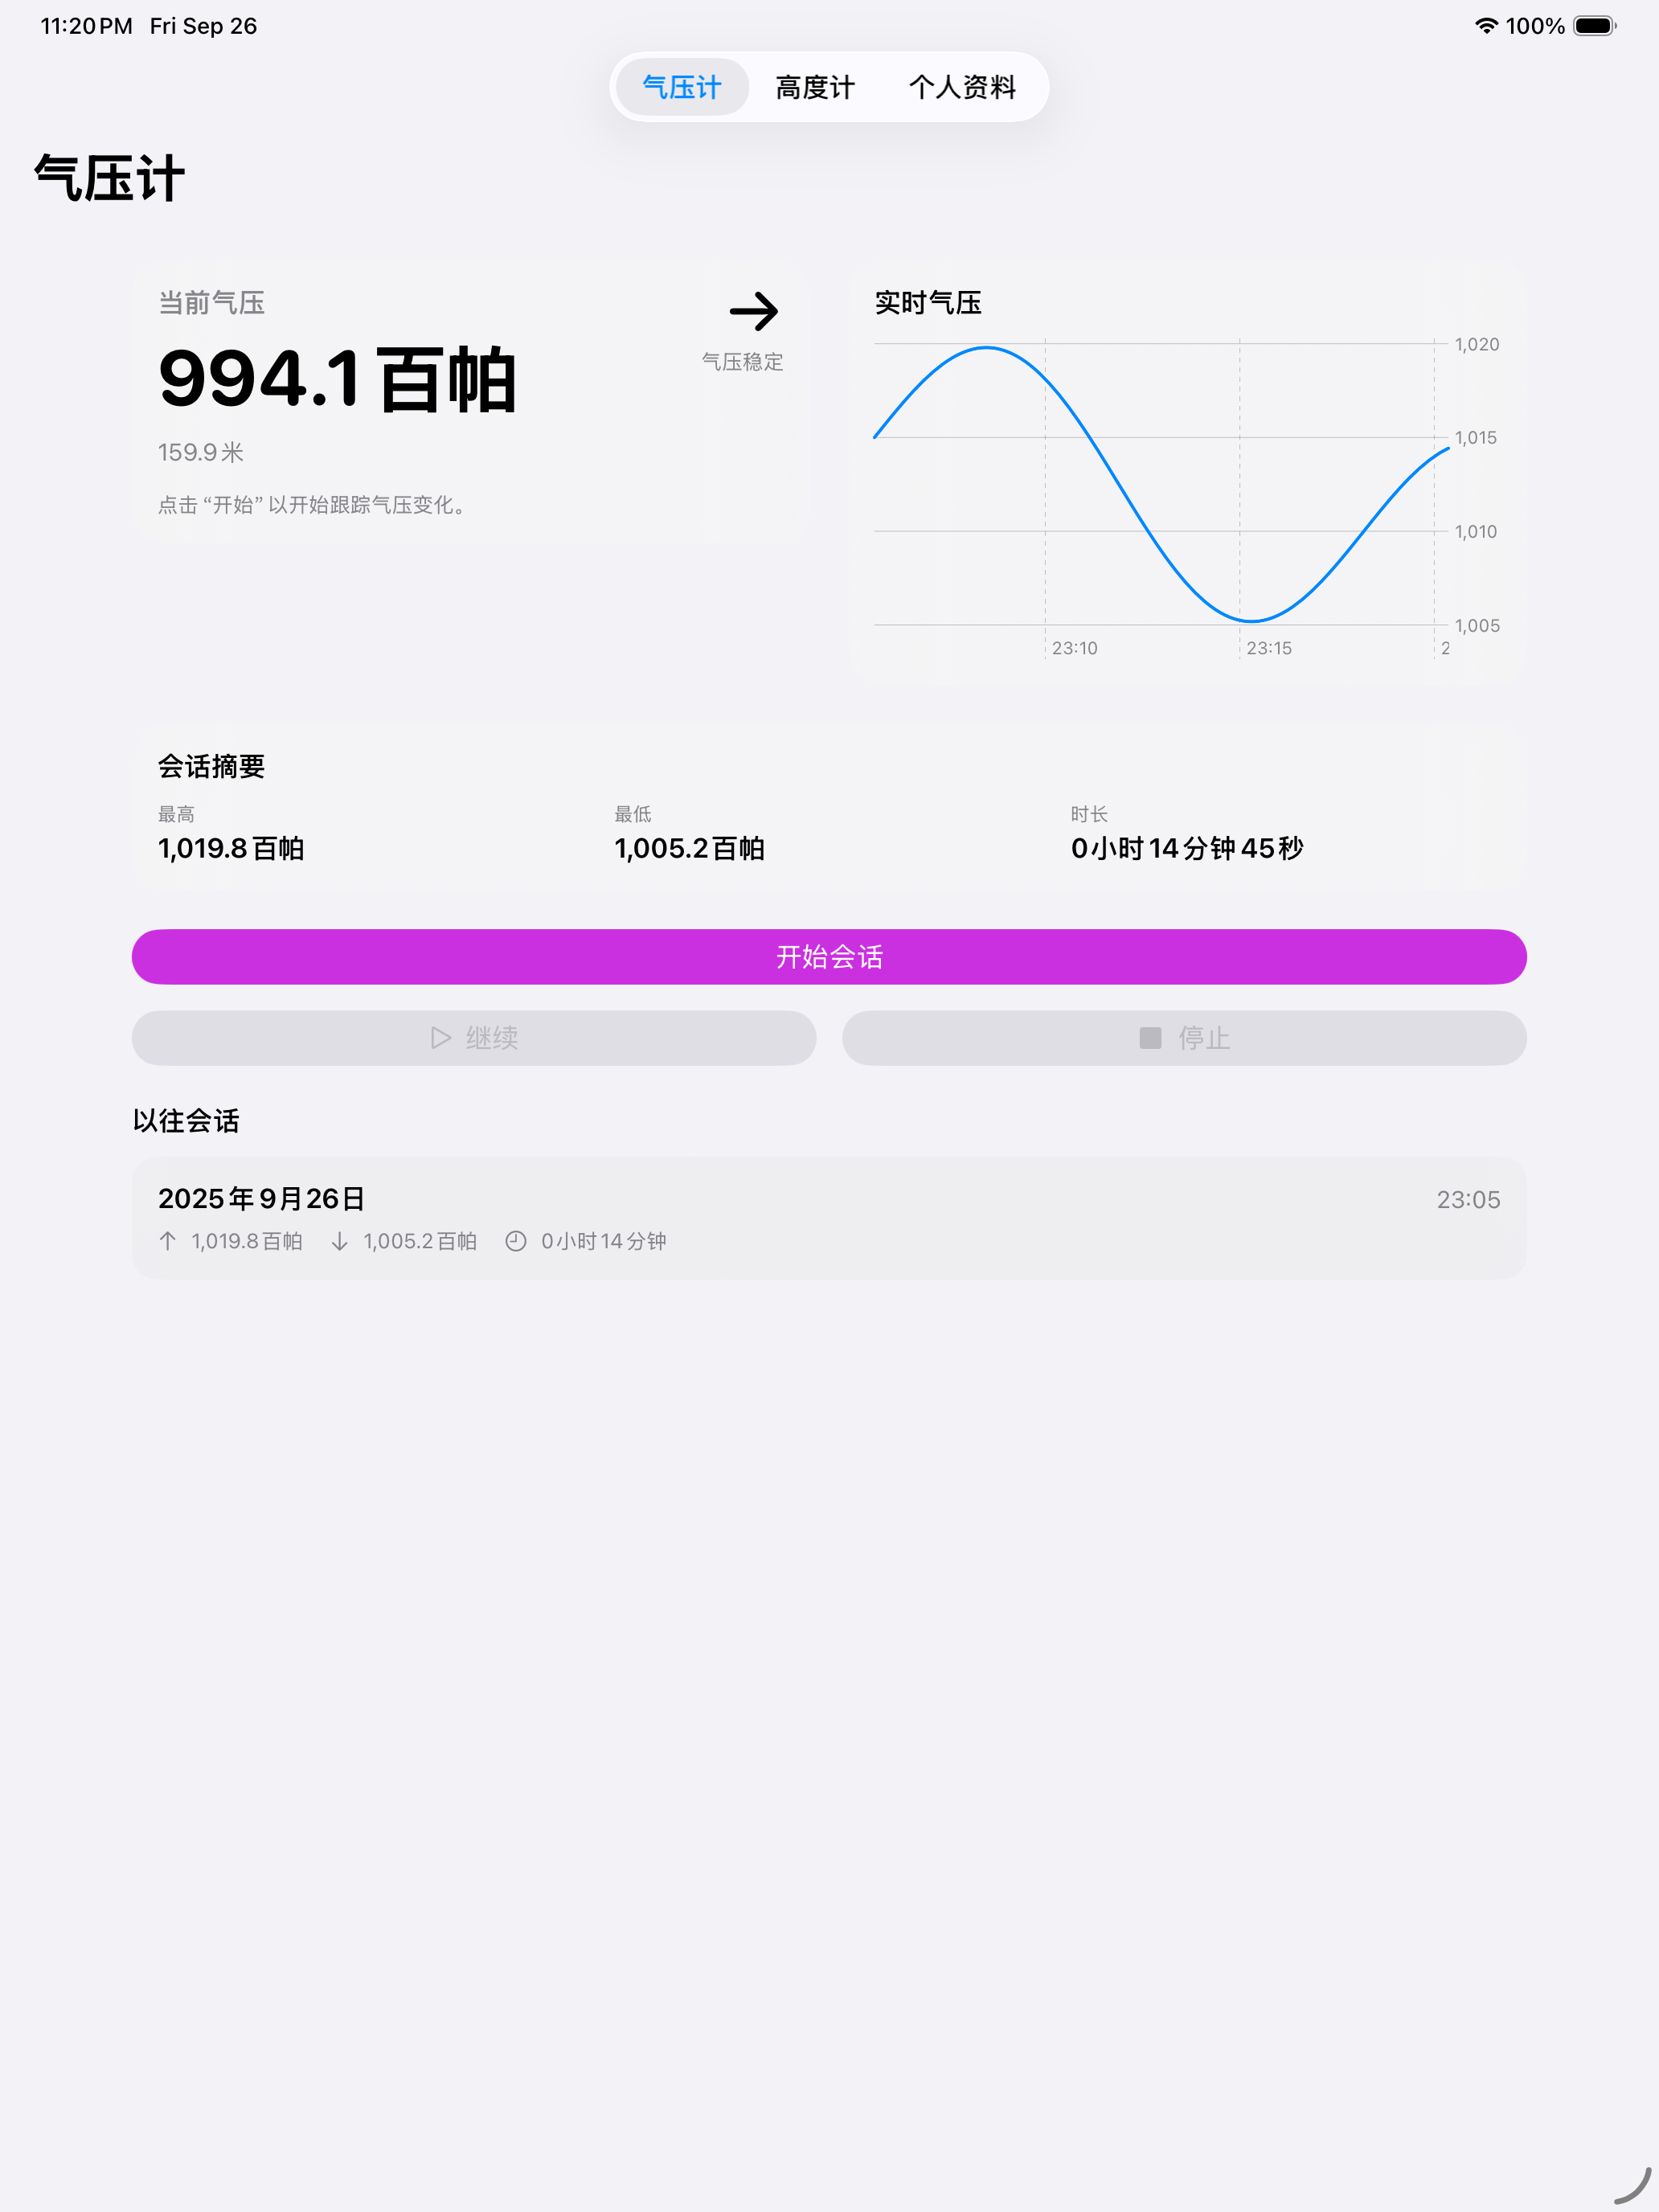 11:20 PM Fri Sep 26
100%
气压计 高度计 个人资料
气压计
当前气压
994.1 百帕
气压稳定
159.9 米
点击 “开始” 以开始跟踪气压变化。
实时气压
1,020
1,015
1,010
1,005
23:10 23:15 2
会话摘要
最高 最低 时长
1,019.8 百帕 1,005.2 百帕 0小时 14 分钟 45 秒
开始会话
继续 停止
以往会话
2025 年 9月26日 23:05
1,019.8 百帕 1,005.2 百帕 0小时 14 分钟